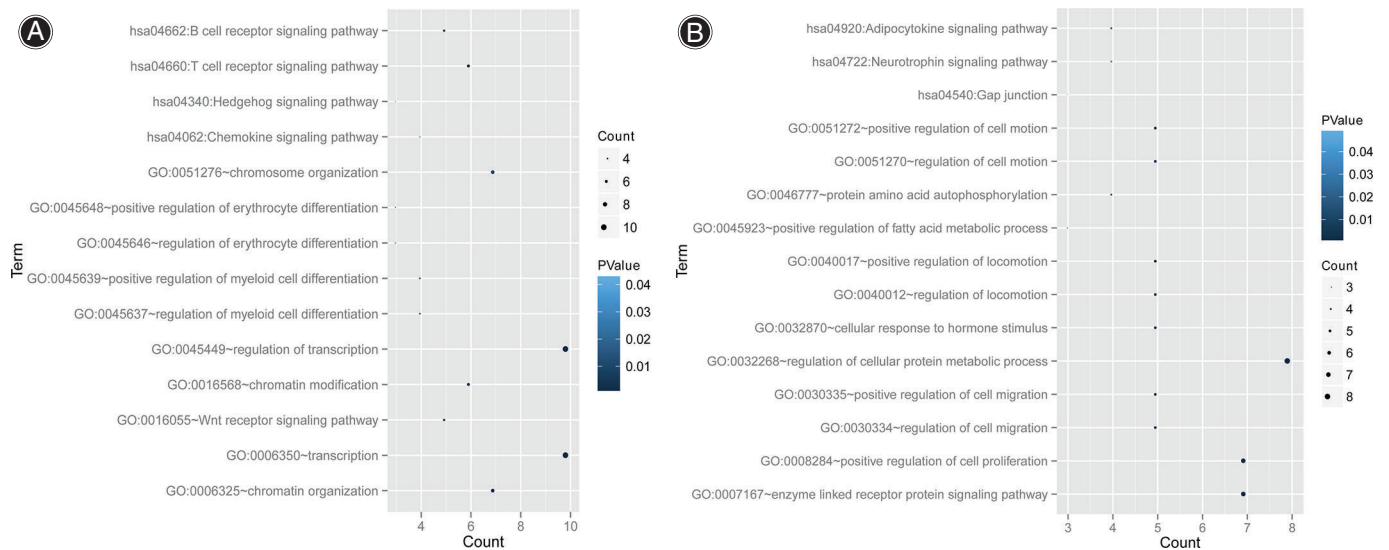 A
hsa04662:B cell receptor signaling pathway
hsa04660:T cell receptor signaling pathway
hsa04340:Hedgehog signaling pathway
hsa04062:Chemokine signaling pathway
GO:0051276~chromosome organization
GO:0045648~positive regulation of erythrocyte differentiation
GO:0045646~regulation of erythrocyte differentiation
GO:0045639~positive regulation of myeloid cell differentiation
GO:0045637~regulation of myeloid cell differentiation
GO:0045449~regulation of transcription
GO:0016568~chromatin modification
GO:0016055~Wnt receptor signaling pathway
GO:0006350~transcription
GO:0006325~chromatin organization
Term
4 6 8 10
Count
Count
4
6
8
10
PValue
0.04
0.03
0.02
0.01
B
hsa04920:Adipocytokine signaling pathway
hsa04722:Neurotrophin signaling pathway
hsa04540:Gap junction
GO:0051272~positive regulation of cell motion
GO:0051270~regulation of cell motion
GO:0046777~protein amino acid autophosphorylation
GO:0045923~positive regulation of fatty acid metabolic process
GO:0040017~positive regulation of locomotion
GO:0040012~regulation of locomotion
GO:0032870~cellular response to hormone stimulus
GO:0032268~regulation of cellular protein metabolic process
GO:0030335~positive regulation of cell migration
GO:0030334~regulation of cell migration
GO:0008284~positive regulation of cell proliferation
GO:0007167~enzyme linked receptor protein signaling pathway
Term
3 4 5 6 7 8
Count
PValue
0.04
0.03
0.02
0.01
Count
3
4
5
6
7
8